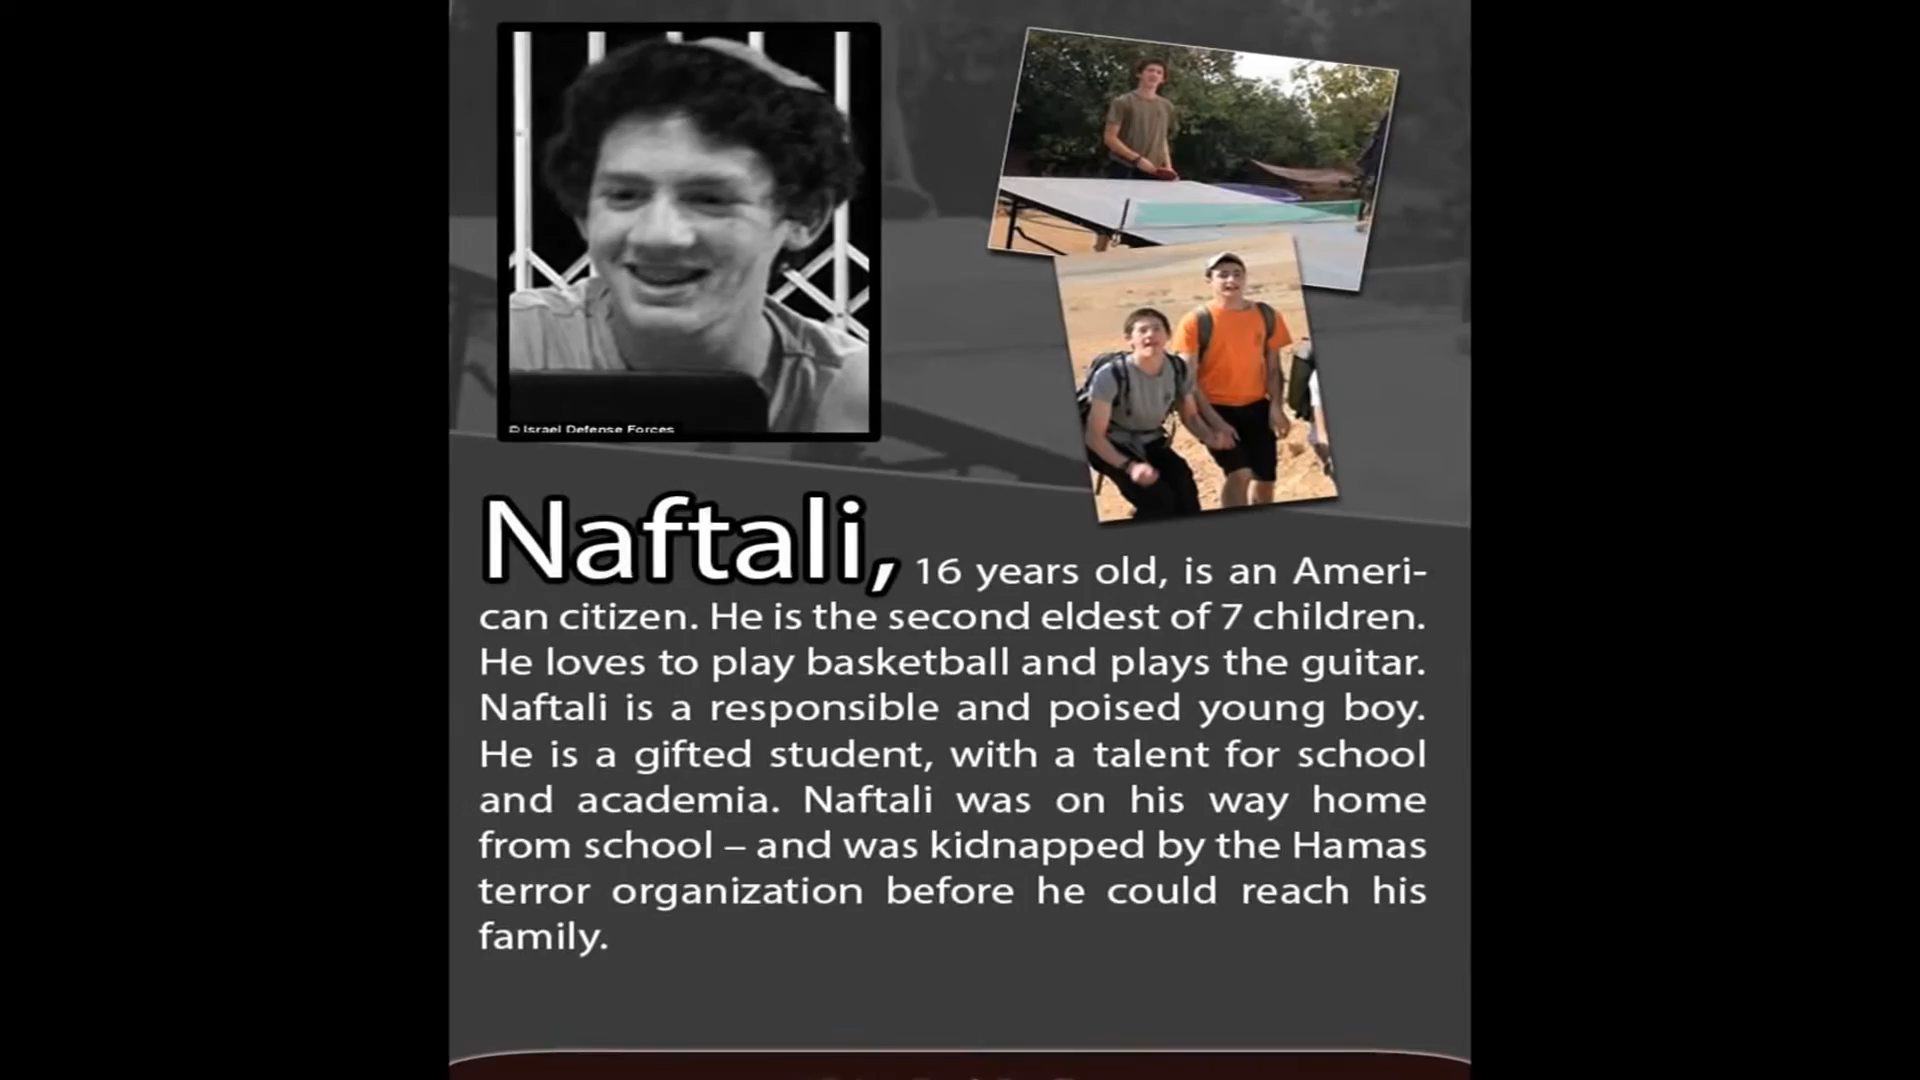 © Israel Defense Forces
Naftali, 16 years old, is an Ameri-
can citizen. He is the second eldest of 7 children.
He loves to play basketball and plays the guitar.
Naftali is a responsible and poised young boy.
He is a gifted student, with a talent for school
and academia. Naftali was on his way home
from school – and was kidnapped by the Hamas
terror organization before he could reach his
family.